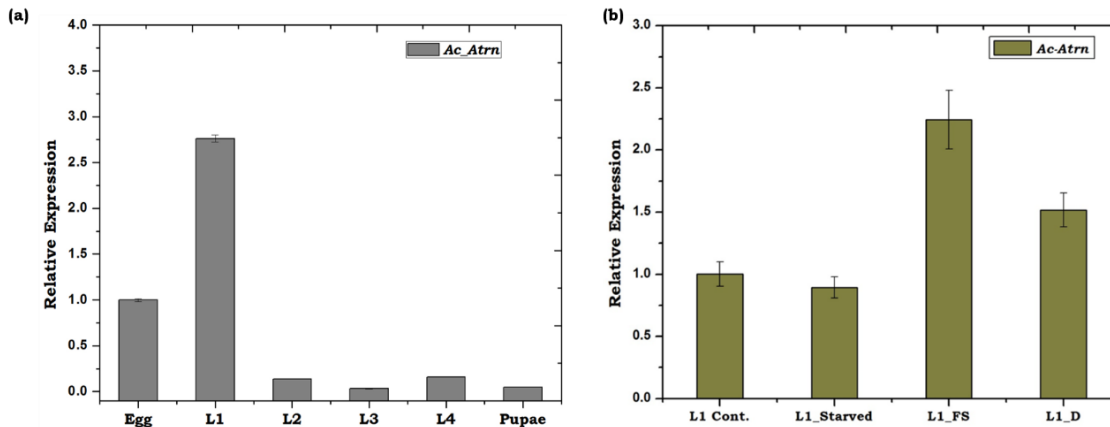 (a)
Relative Expression
4.0
3.5
3.0
2.5
2.0
1.5
1.0
0.5
0.0
Ac_Atrn
Egg L1 L2 L3 L4 Pupae
(b)
Relative Expression
3.0
2.5
2.0
1.5
1.0
0.5
0.0
Ac-Atrn
L1 Cont. L1_Starved L1_FS L1_D